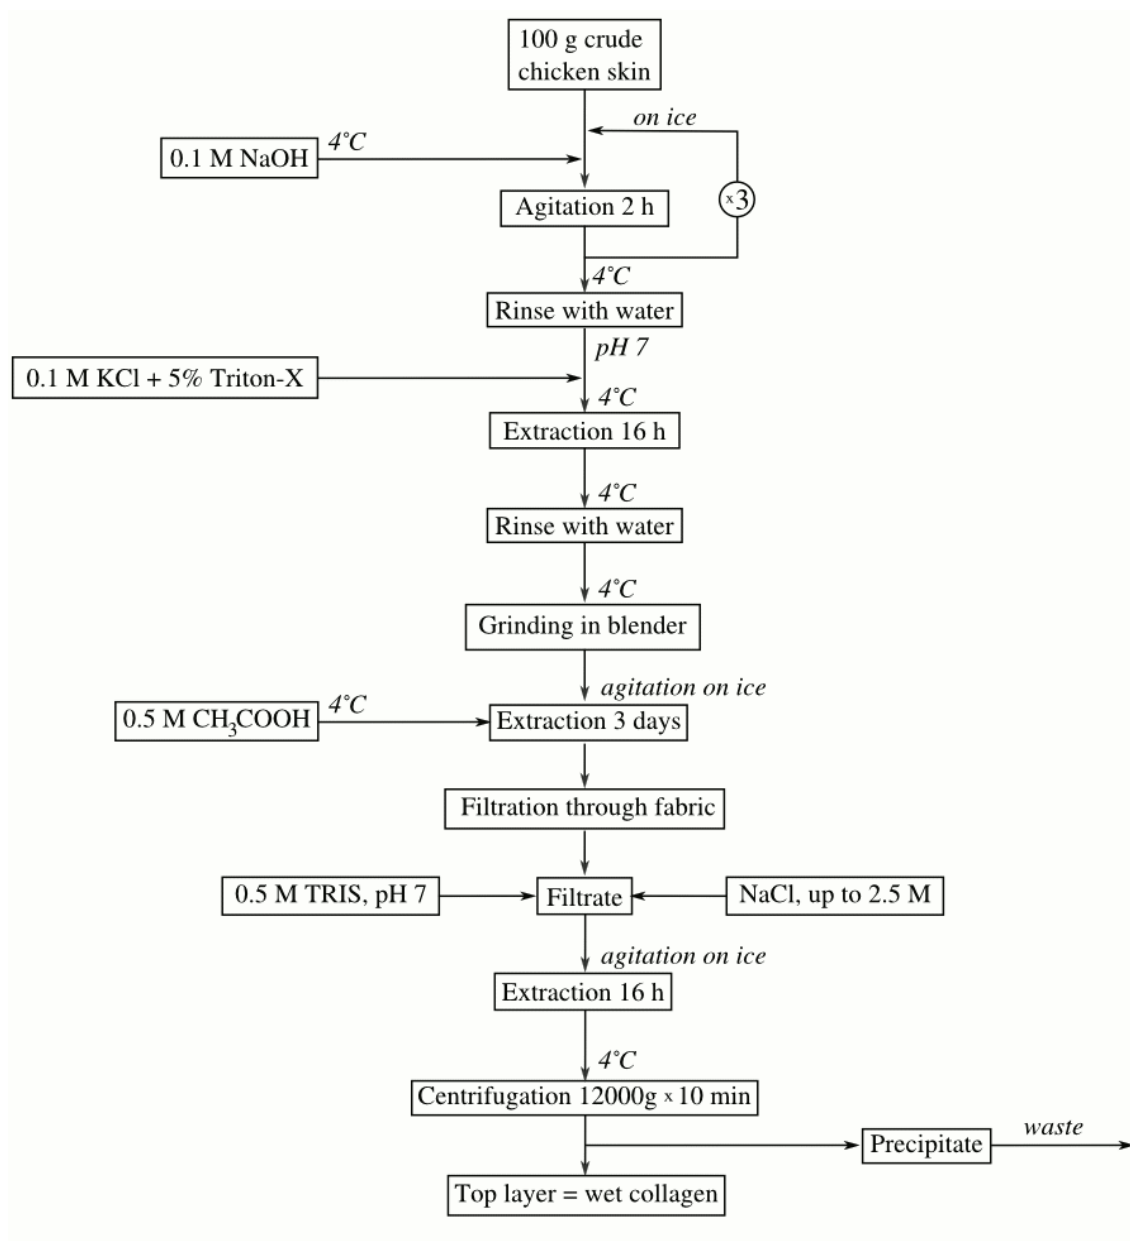 100 g crude
chicken skin
on ice
4°C
0.1 M NaOH
x3
Agitation 2 h
4°C
Rinse with water
pH 7
0.1 M KCl + 5% Triton-X
4°C
Extraction 16 h
4°C
Rinse with water
4°C
Grinding in blender
agitation on ice
0.5 M CH₃COOH
4°C
Extraction 3 days
Filtration through fabric
0.5 M TRIS, pH 7
Filtrate
NaCl, up to 2.5 M
agitation on ice
Extraction 16 h
4°C
Centrifugation 12000g x 10 min
Precipitate
waste
Top layer = wet collagen